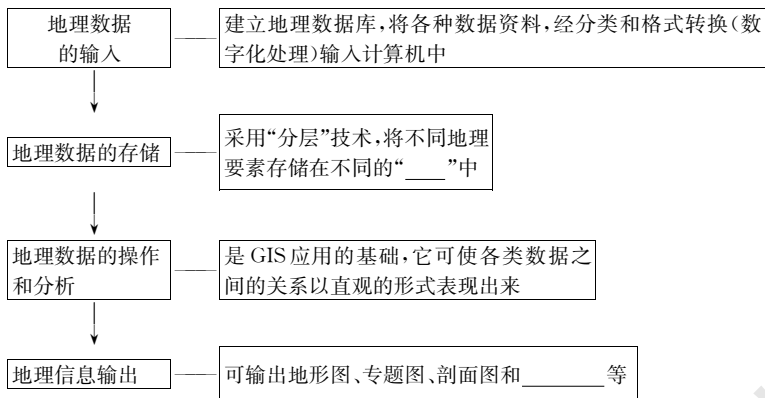 地理数据
的输入
建立地理数据库,将各种数据资料,经分类和格式转换(数
字化处理)输入计算机中
地理数据的存储
采用“分层”技术,将不同地理
要素存储在不同的“____”中
地理数据的操作
和分析
是 GIS 应用的基础,它可使各类数据之
间的关系以直观的形式表现出来
地理信息输出
可输出地形图、专题图、剖面图和________等